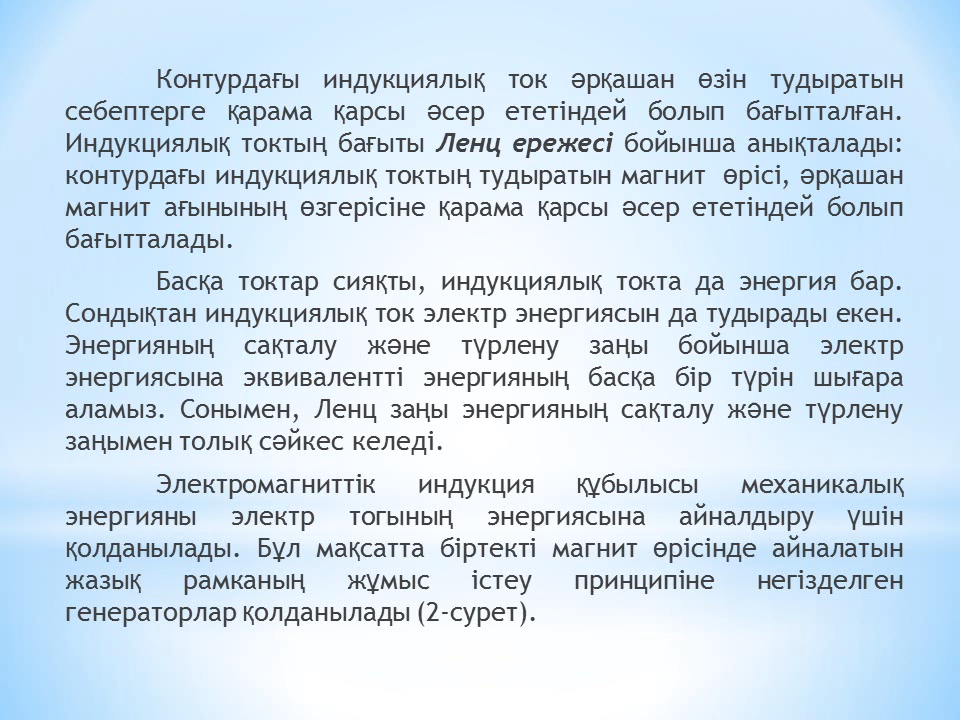 Контурдағы индукциялық ток әрқашан өзін тудыратын
себептерге қарама қарсы әсер ететіндей болып бағытталған.
Индукциялық токтың бағыты Ленц ережесі бойынша анықталады:
контурдағы индукциялық токтың тудыратын магнит өрісі, әрқашан
магнит ағынының өзгерісіне қарама қарсы әсер ететіндей болып
бағытталады.
Басқа токтар сияқты, индукциялық токта да энергия бар.
Сондықтан индукциялық ток электр энергиясын да тудырады екен.
Энергияның сақталу және түрлену заңы бойынша электр
энергиясына эквивалентті энергияның басқа бір түрін шығара
аламыз. Сонымен, Ленц заңы энергияның сақталу және түрлену
заңымен толық сәйкес келеді.
Электромагниттік индукция құбылысы механикалық
энергияны электр тогының энергиясына айналдыру үшін
қолданылады. Бұл мақсатта біртекті магнит өрісінде айналатын
жазық рамканың жұмыс істеу принципіне негізделген
генераторлар қолданылады (2-сурет).